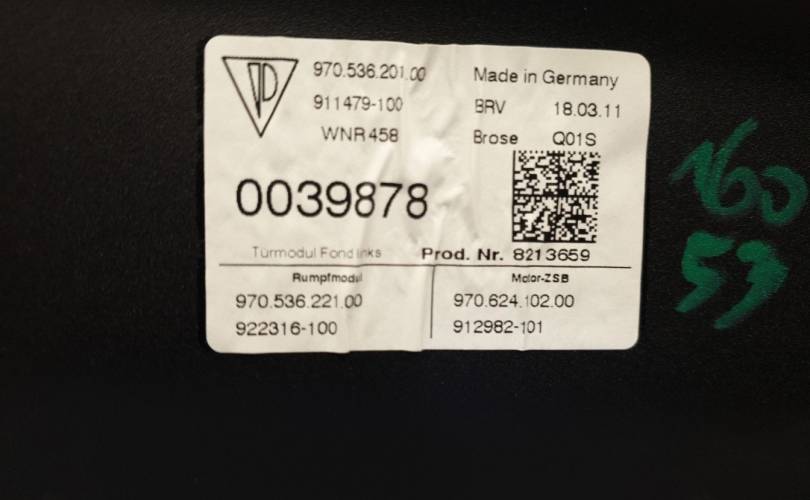 970.536.201.00
911479-100
WNR 458
Made in Germany
BRV 18.03.11
Brose Q01S
0039878
Türmodul Fond links
Prod. Nr. 8213659
Rumpfmodul
970.536.221.00
922316-100
Motor-ZSB
970.624.102.00
912982-101
160
53